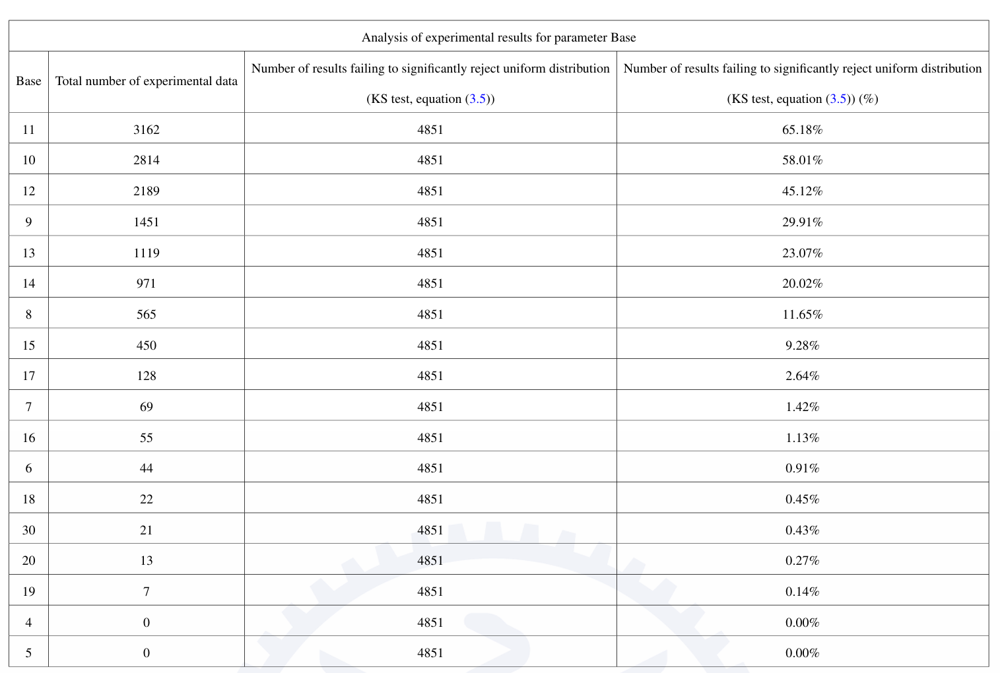 Analysis of experimental results for parameter Base
Base Total number of experimental data Number of results failing to significantly reject uniform distribution (KS test, equation (3.5)) Number of results failing to significantly reject uniform distribution (KS test, equation (3.5)) (%)
11 3162 4851 65.18%
10 2814 4851 58.01%
12 2189 4851 45.12%
9 1451 4851 29.91%
13 1119 4851 23.07%
14 971 4851 20.02%
8 565 4851 11.65%
15 450 4851 9.28%
17 128 4851 2.64%
7 69 4851 1.42%
16 55 4851 1.13%
6 44 4851 0.91%
18 22 4851 0.45%
30 21 4851 0.43%
20 13 4851 0.27%
19 7 4851 0.14%
4 0 4851 0.00%
5 0 4851 0.00%